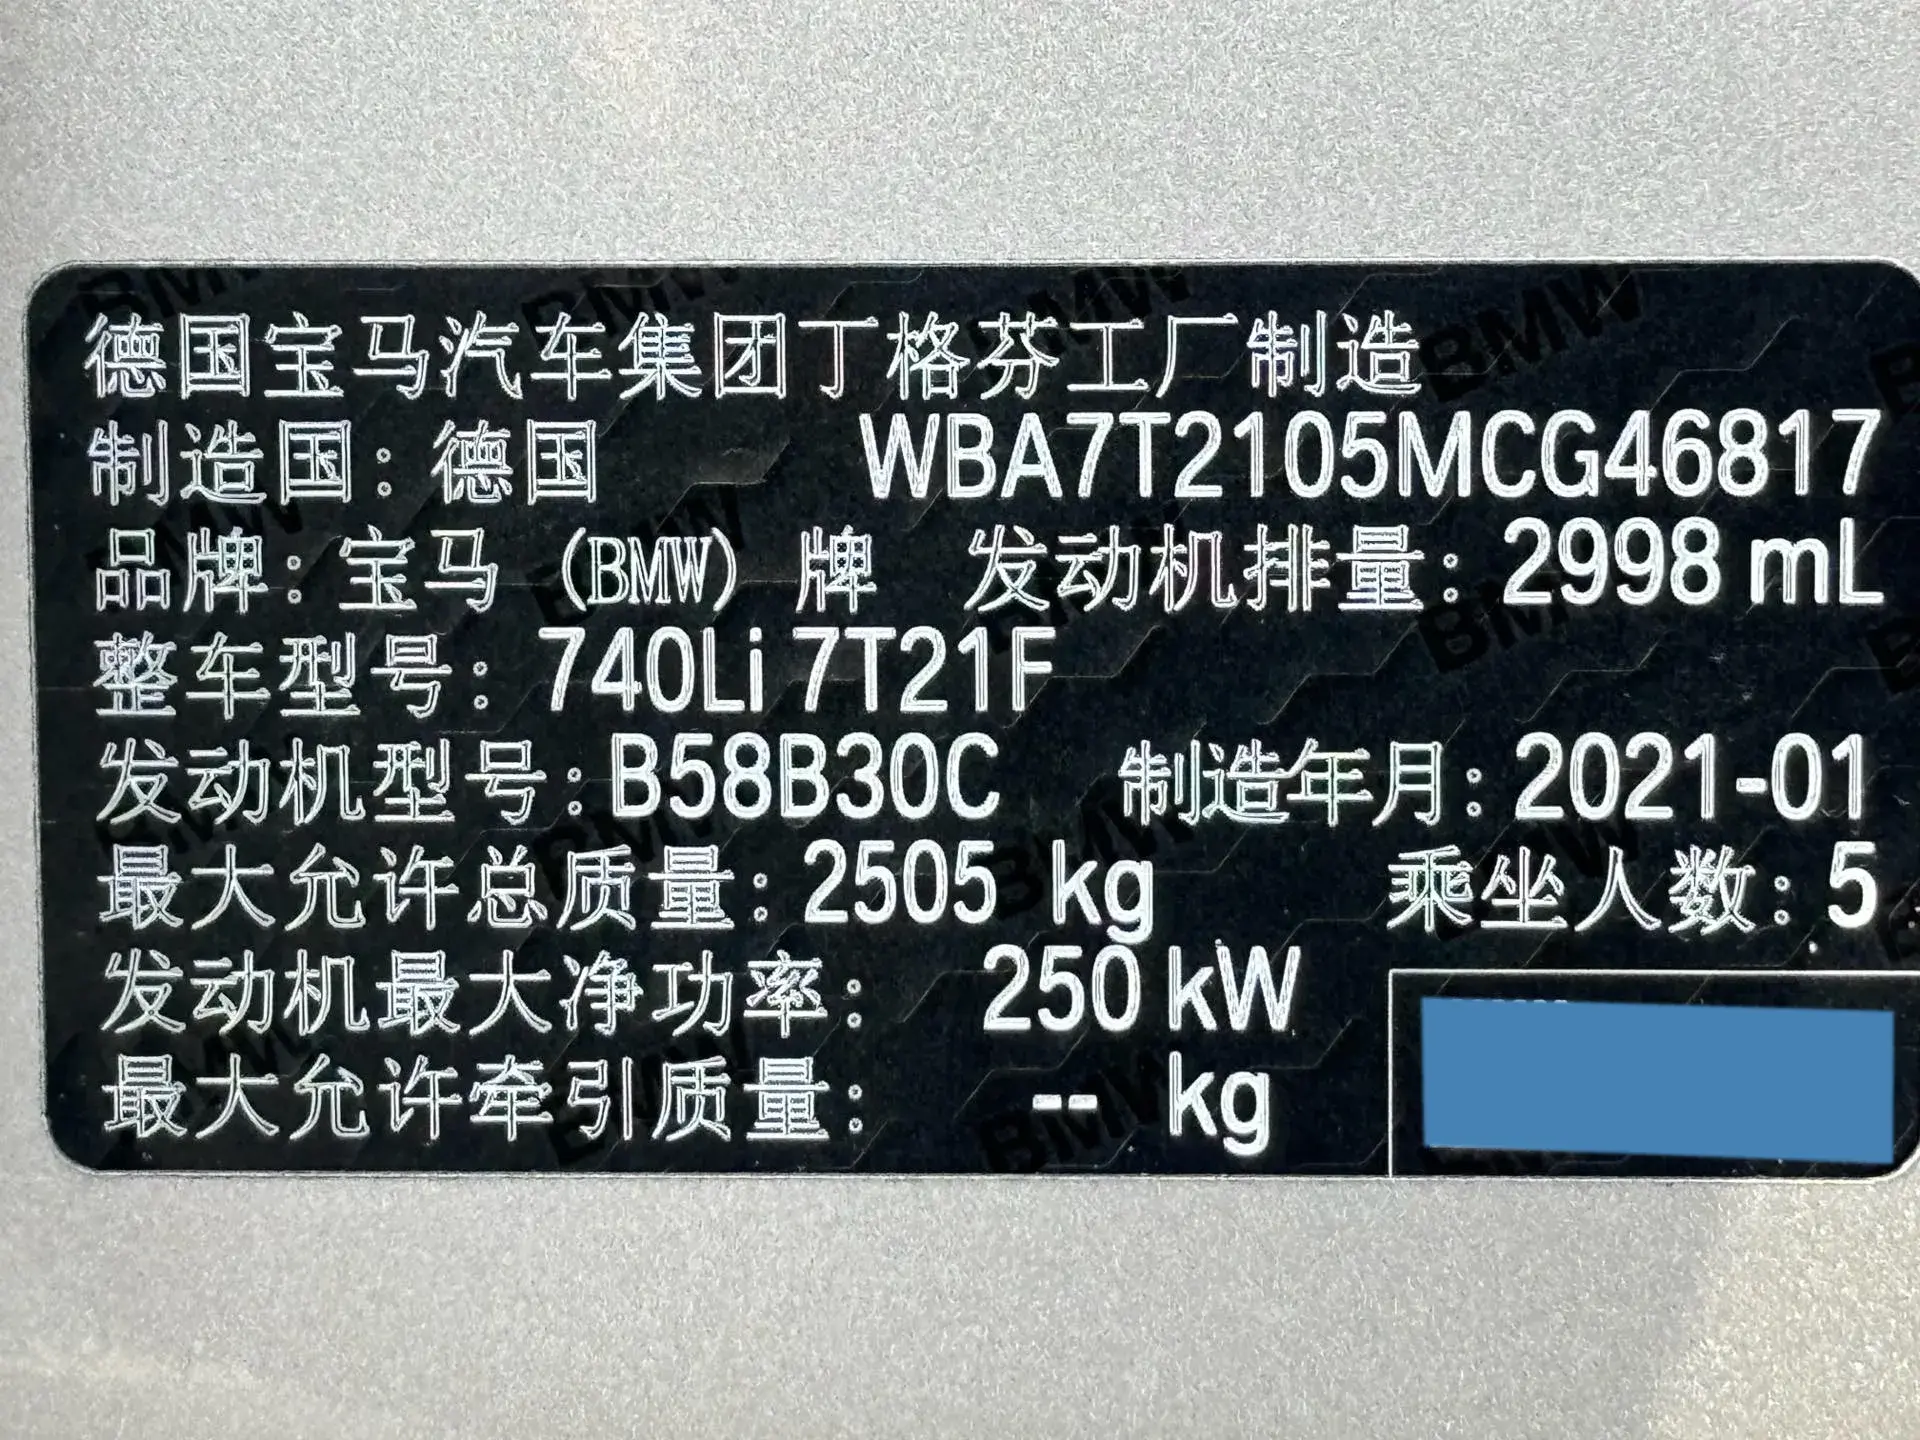 德国宝马汽车集团丁格芬工厂制造
制造国：德国 WBA7T2105MCG46817
品牌：宝马（BMW）牌 发动机排量：2998 mL
整车型号：740Li 7T21F
发动机型号：B58B30C 制造年月：2021-01
最大允许总质量：2505 kg 乘坐人数：5
发动机最大净功率： 250 kW
最大允许牵引质量： -- kg